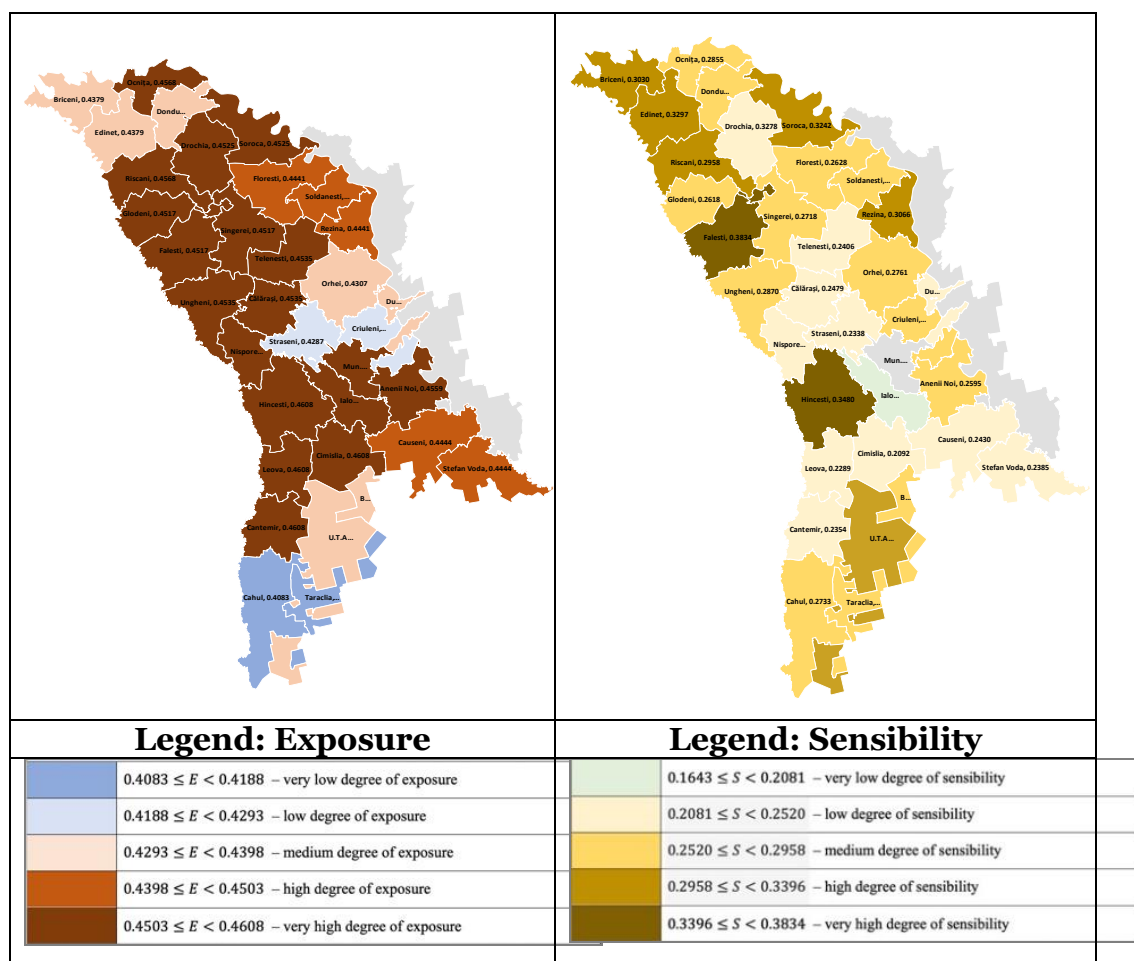 Ocnița, 0.4568
Briceni, 0.4379
Dondu...
Edinet, 0.4379
Drochia, 0.4525
Soroca, 0.4525
Riscani, 0.4568
Floresti, 0.4441
Soldanesti,...
Glodeni, 0.4517
Singerei, 0.4517
Rezina, 0.4441
Falesti, 0.4517
Telenesti, 0.4535
Orhei, 0.4307
Ungheni, 0.4535
Călărași, 0.4535
Du...
Criuleni,...
Straseni, 0.4287
Nispore...
Mun....
Anenii Noi, 0.4559
Hincesti, 0.4608
Ialo...
Causeni, 0.4444
Cimislia, 0.4608
Leova, 0.4608
Stefan Voda, 0.4444
B...
Cantemir, 0.4608
U.T.A...
Cahul, 0.4083
Taraclia,...
Ocnița, 0.2855
Briceni, 0.3030
Dondu...
Edinet, 0.3297
Drochia, 0.3278
Soroca, 0.3242
Riscani, 0.2958
Floresti, 0.2628
Soldanesti,...
Glodeni, 0.2618
Singerei, 0.2718
Rezina, 0.3066
Falesti, 0.3834
Telenesti, 0.2406
Orhei, 0.2761
Ungheni, 0.2870
Călărași, 0.2479
Du...
Criuleni,...
Straseni, 0.2338
Nispore...
Mun....
Anenii Noi, 0.2595
Hincesti, 0.3480
Ialo...
Causeni, 0.2430
Cimislia, 0.2092
Leova, 0.2289
Stefan Voda, 0.2385
B...
Cantemir, 0.2354
U.T.A...
Cahul, 0.2733
Taraclia,...
Legend: Exposure
0.4083 ≤ E < 0.4188 – very low degree of exposure
0.4188 ≤ E < 0.4293 – low degree of exposure
0.4293 ≤ E < 0.4398 – medium degree of exposure
0.4398 ≤ E < 0.4503 – high degree of exposure
0.4503 ≤ E < 0.4608 – very high degree of exposure
Legend: Sensibility
0.1643 ≤ S < 0.2081 – very low degree of sensibility
0.2081 ≤ S < 0.2520 – low degree of sensibility
0.2520 ≤ S < 0.2958 – medium degree of sensibility
0.2958 ≤ S < 0.3396 – high degree of sensibility
0.3396 ≤ S < 0.3834 – very high degree of sensibility